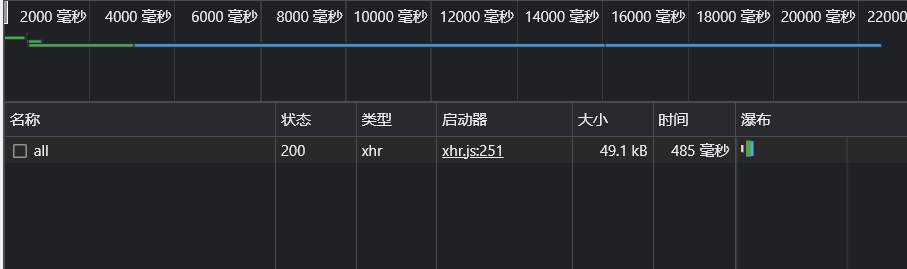 2000 毫秒 4000 毫秒 6000 毫秒 8000 毫秒 10000 毫秒 12000 毫秒 14000 毫秒 16000 毫秒 18000 毫秒 20000 毫秒 22000
名称 状态 类型 启动器 大小 时间 瀑布
all 200 xhr xhr.js:251 49.1 kB 485 毫秒